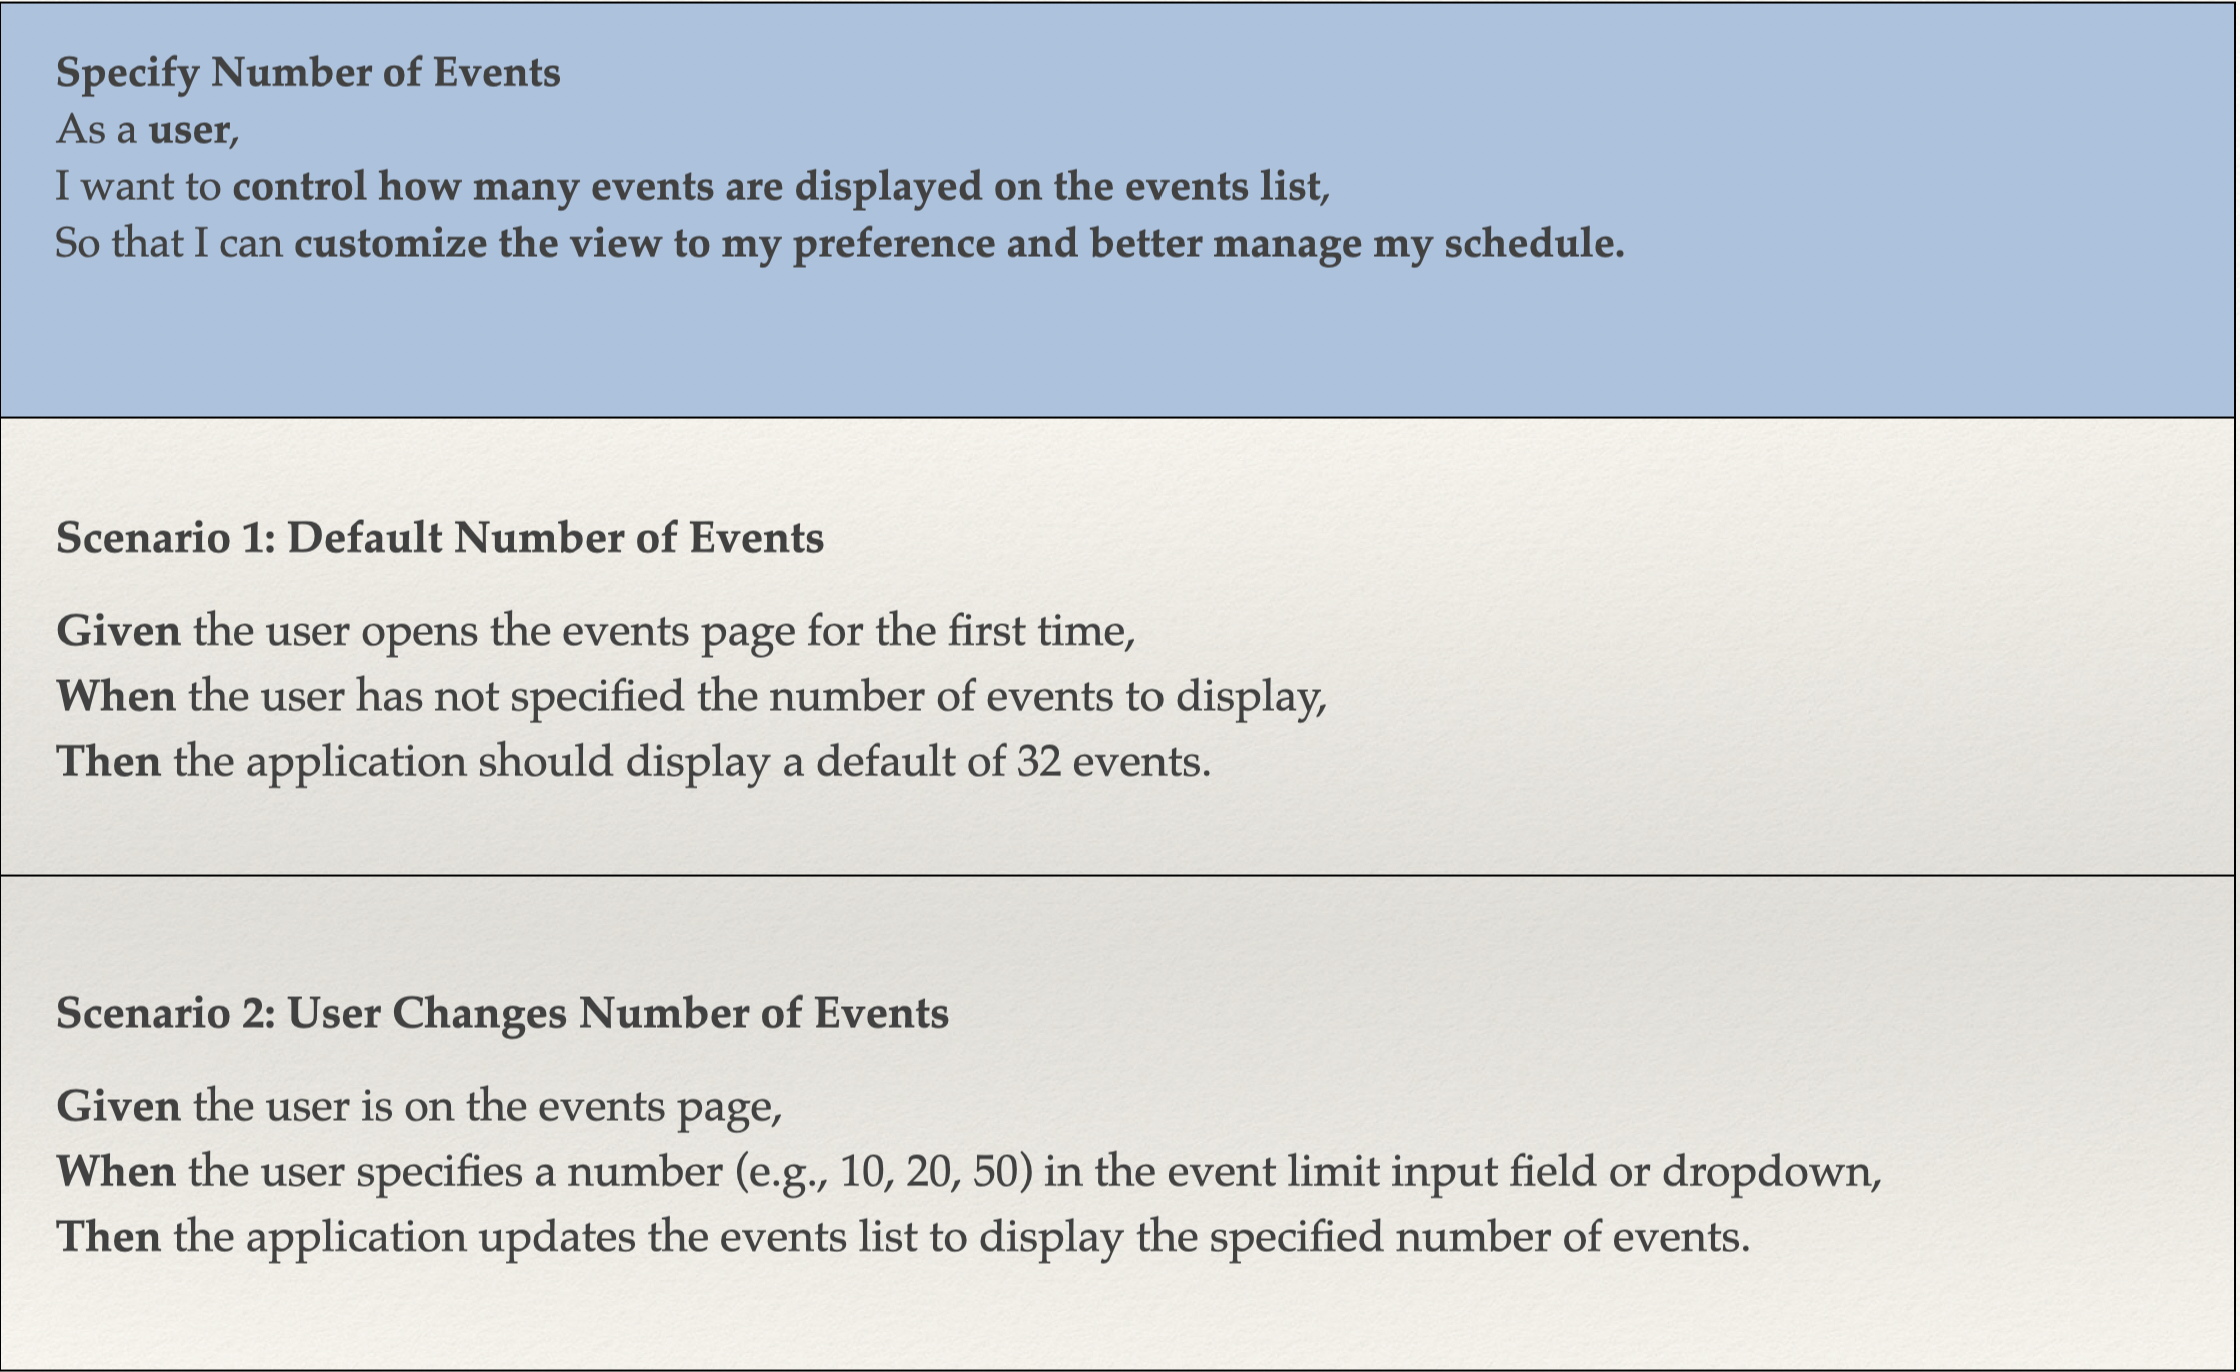 Specify Number of Events
As a user,
I want to control how many events are displayed on the events list,
So that I can customize the view to my preference and better manage my schedule.
Scenario 1: Default Number of Events
Given the user opens the events page for the first time,
When the user has not specified the number of events to display,
Then the application should display a default of 32 events.
Scenario 2: User Changes Number of Events
Given the user is on the events page,
When the user specifies a number (e.g., 10, 20, 50) in the event limit input field or dropdown,
Then the application updates the events list to display the specified number of events.